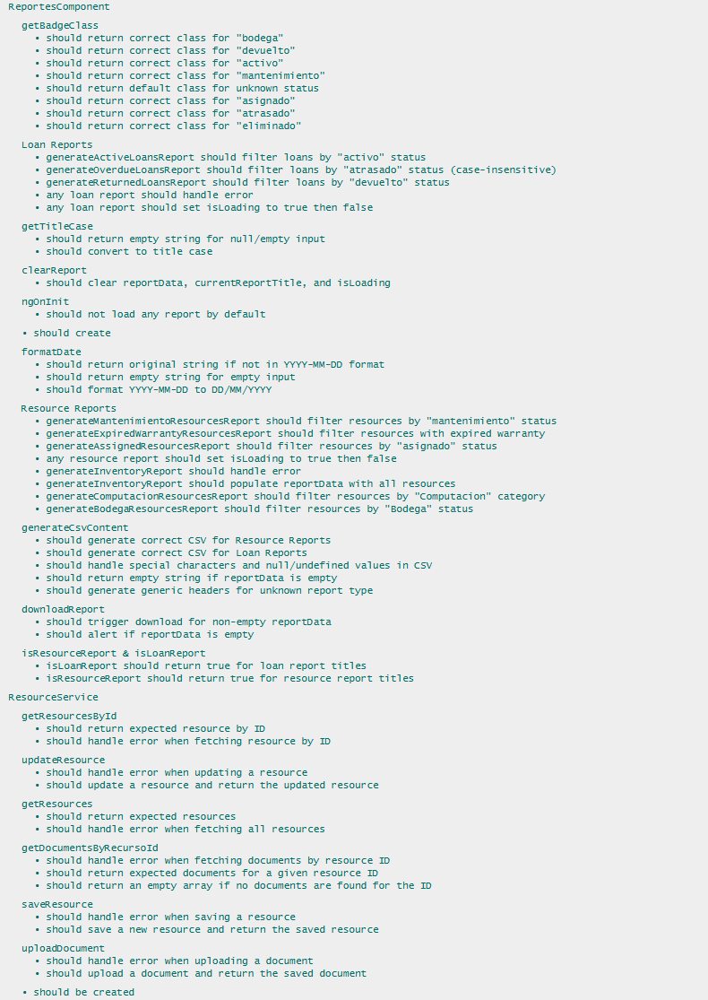 ReportesComponent
getBadgeClass
• should return correct class for "bodega"
• should return correct class for "devuelto"
• should return correct class for "activo"
• should return correct class for "mantenimiento"
• should return default class for unknown status
• should return correct class for "asignado"
• should return correct class for "atrasado"
• should return correct class for "eliminado"
Loan Reports
• generateActiveLoansReport should filter loans by "activo" status
• generateOverdueLoansReport should filter loans by "atrasado" status (case-insensitive)
• generateReturnedLoansReport should filter loans by "devuelto" status
• any loan report should handle error
• any loan report should set isLoading to true then false
getTitleCase
• should return empty string for null/empty input
• should convert to title case
clearReport
• should clear reportData, currentReportTitle, and isLoading
ngOnInit
• should not load any report by default
• should create
formatDate
• should return original string if not in YYYY-MM-DD format
• should return empty string for empty input
• should format YYYY-MM-DD to DD/MM/YYYY
Resource Reports
• generateMantenimientoResourcesReport should filter resources by "mantenimiento" status
• generateExpiredWarrantyResourcesReport should filter resources with expired warranty
• generateAssignedResourcesReport should filter resources by "asignado" status
• any resource report should set isLoading to true then false
• generateInventoryReport should handle error
• generateInventoryReport should populate reportData with all resources
• generateComputacionResourcesReport should filter resources by "Computacion" category
• generateBodegaResourcesReport should filter resources by "Bodega" status
generateCsvContent
• should generate correct CSV for Resource Reports
• should generate correct CSV for Loan Reports
• should handle special characters and null/undefined values in CSV
• should return empty string if reportData is empty
• should generate generic headers for unknown report type
downloadReport
• should trigger download for non-empty reportData
• should alert if reportData is empty
isResourceReport & isLoanReport
• isLoanReport should return true for loan report titles
• isResourceReport should return true for resource report titles
ResourceService
getResourcesById
• should return expected resource by ID
• should handle error when fetching resource by ID
updateResource
• should handle error when updating a resource
• should update a resource and return the updated resource
getResources
• should return expected resources
• should handle error when fetching all resources
getDocumentsByRecursoId
• should handle error when fetching documents by resource ID
• should return expected documents for a given resource ID
• should return an empty array if no documents are found for the ID
saveResource
• should handle error when saving a resource
• should save a new resource and return the saved resource
uploadDocument
• should handle error when uploading a document
• should upload a document and return the saved document
• should be created